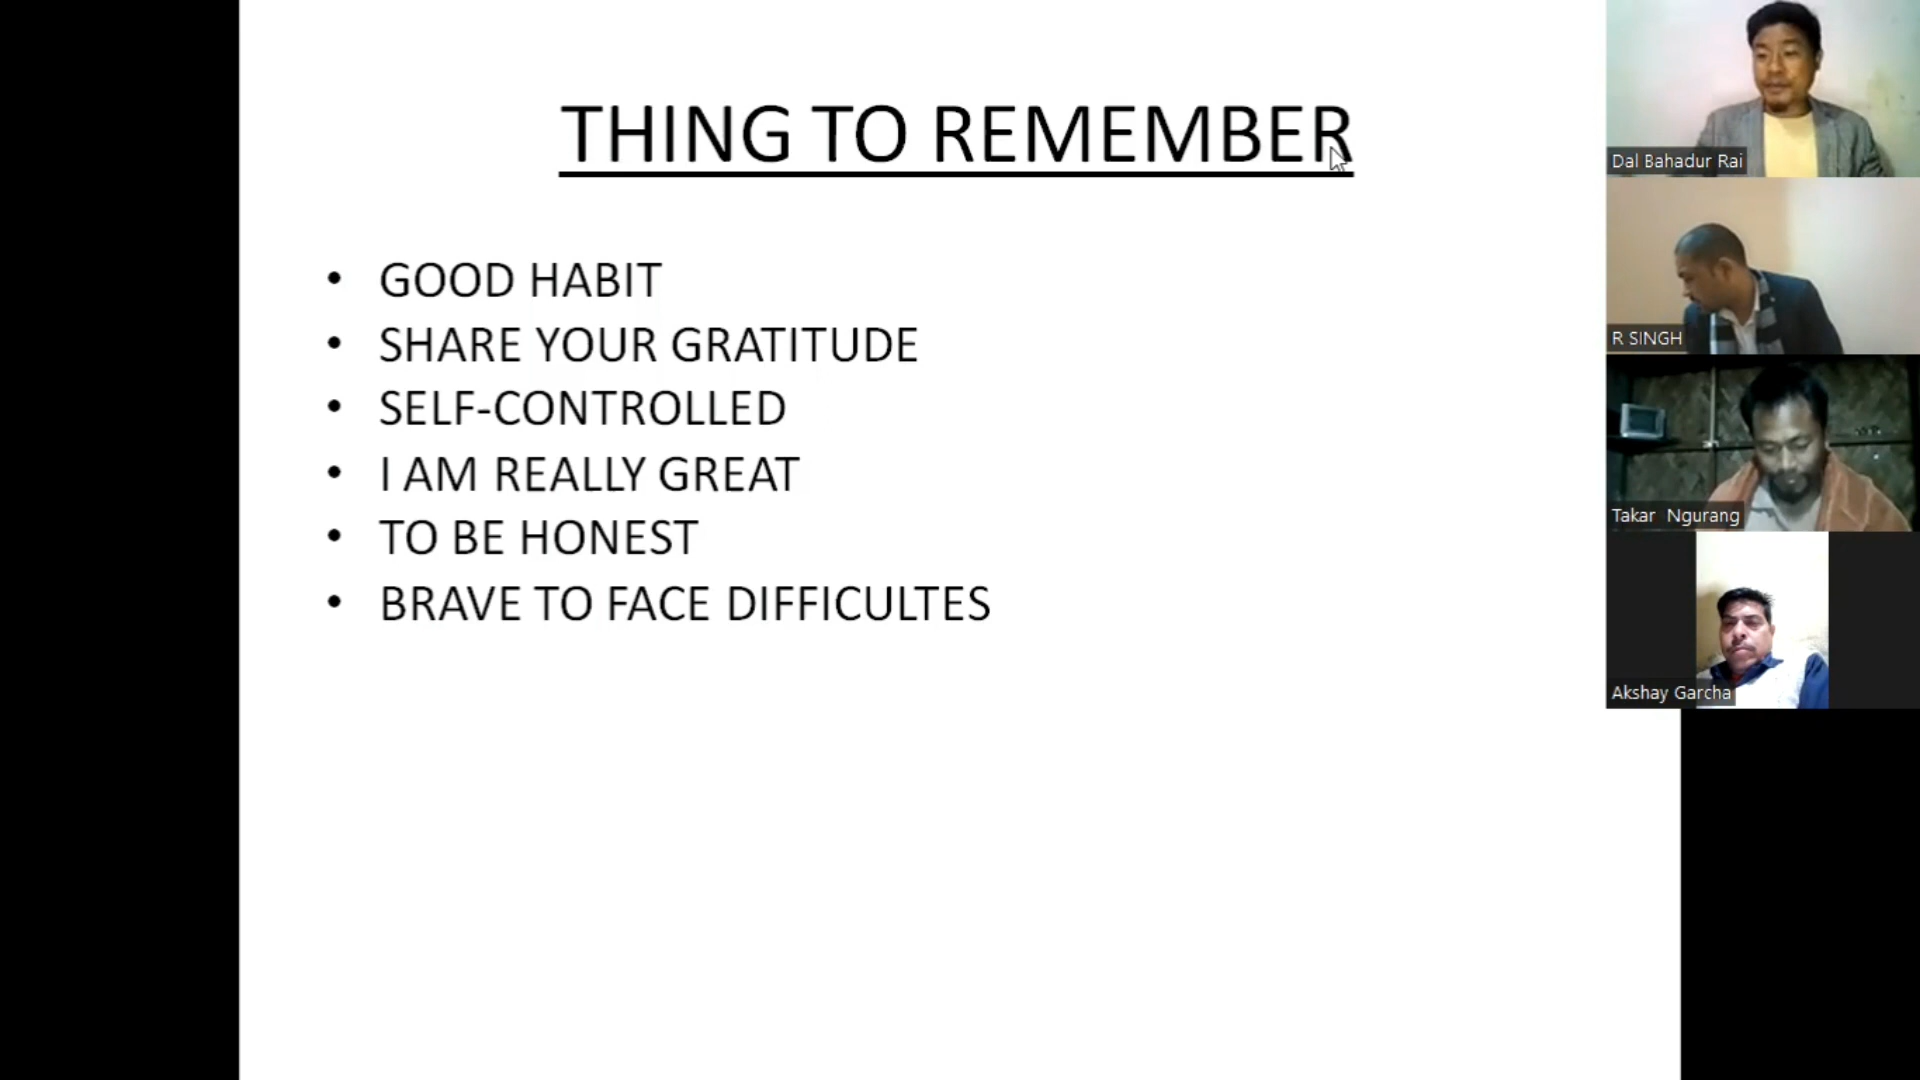 THING TO REMEMBER
• GOOD HABIT
• SHARE YOUR GRATITUDE
• SELF-CONTROLLED
• I AM REALLY GREAT
• TO BE HONEST
• BRAVE TO FACE DIFFICULTES
Dal Bahadur Rai
R SINGH
Takar Ngurang
Akshay Garcha